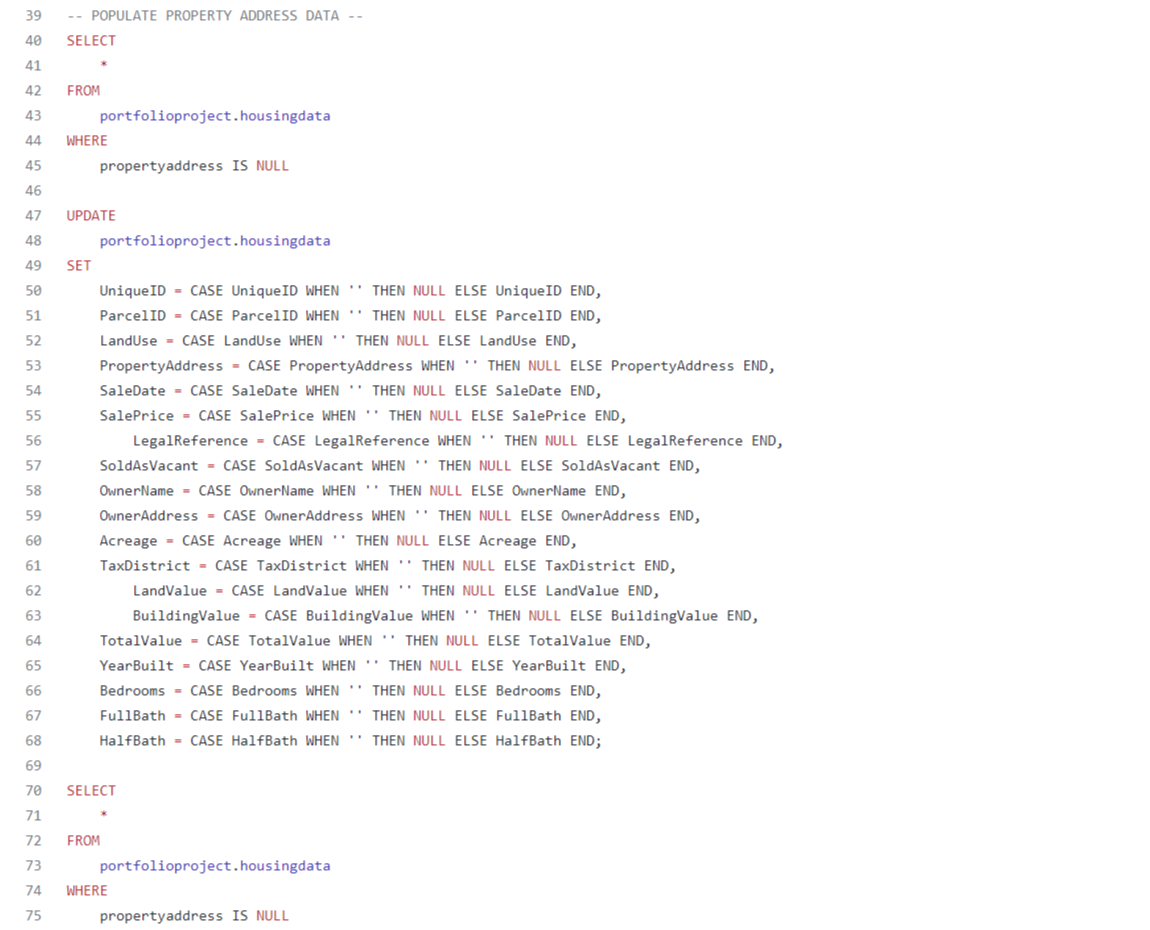 39 -- POPULATE PROPERTY ADDRESS DATA --
40 SELECT
41     *
42 FROM
43     portfolioproject.housingdata
44 WHERE
45     propertyaddress IS NULL
46
47 UPDATE
48     portfolioproject.housingdata
49 SET
50     UniqueID = CASE UniqueID WHEN '' THEN NULL ELSE UniqueID END,
51     ParcelID = CASE ParcelID WHEN '' THEN NULL ELSE ParcelID END,
52     LandUse = CASE LandUse WHEN '' THEN NULL ELSE LandUse END,
53     PropertyAddress = CASE PropertyAddress WHEN '' THEN NULL ELSE PropertyAddress END,
54     SaleDate = CASE SaleDate WHEN '' THEN NULL ELSE SaleDate END,
55     SalePrice = CASE SalePrice WHEN '' THEN NULL ELSE SalePrice END,
56         LegalReference = CASE LegalReference WHEN '' THEN NULL ELSE LegalReference END,
57     SoldAsVacant = CASE SoldAsVacant WHEN '' THEN NULL ELSE SoldAsVacant END,
58     OwnerName = CASE OwnerName WHEN '' THEN NULL ELSE OwnerName END,
59     OwnerAddress = CASE OwnerAddress WHEN '' THEN NULL ELSE OwnerAddress END,
60     Acreage = CASE Acreage WHEN '' THEN NULL ELSE Acreage END,
61     TaxDistrict = CASE TaxDistrict WHEN '' THEN NULL ELSE TaxDistrict END,
62         LandValue = CASE LandValue WHEN '' THEN NULL ELSE LandValue END,
63         BuildingValue = CASE BuildingValue WHEN '' THEN NULL ELSE BuildingValue END,
64     TotalValue = CASE TotalValue WHEN '' THEN NULL ELSE TotalValue END,
65     YearBuilt = CASE YearBuilt WHEN '' THEN NULL ELSE YearBuilt END,
66     Bedrooms = CASE Bedrooms WHEN '' THEN NULL ELSE Bedrooms END,
67     FullBath = CASE FullBath WHEN '' THEN NULL ELSE FullBath END,
68     HalfBath = CASE HalfBath WHEN '' THEN NULL ELSE HalfBath END;
69
70 SELECT
71     *
72 FROM
73     portfolioproject.housingdata
74 WHERE
75     propertyaddress IS NULL